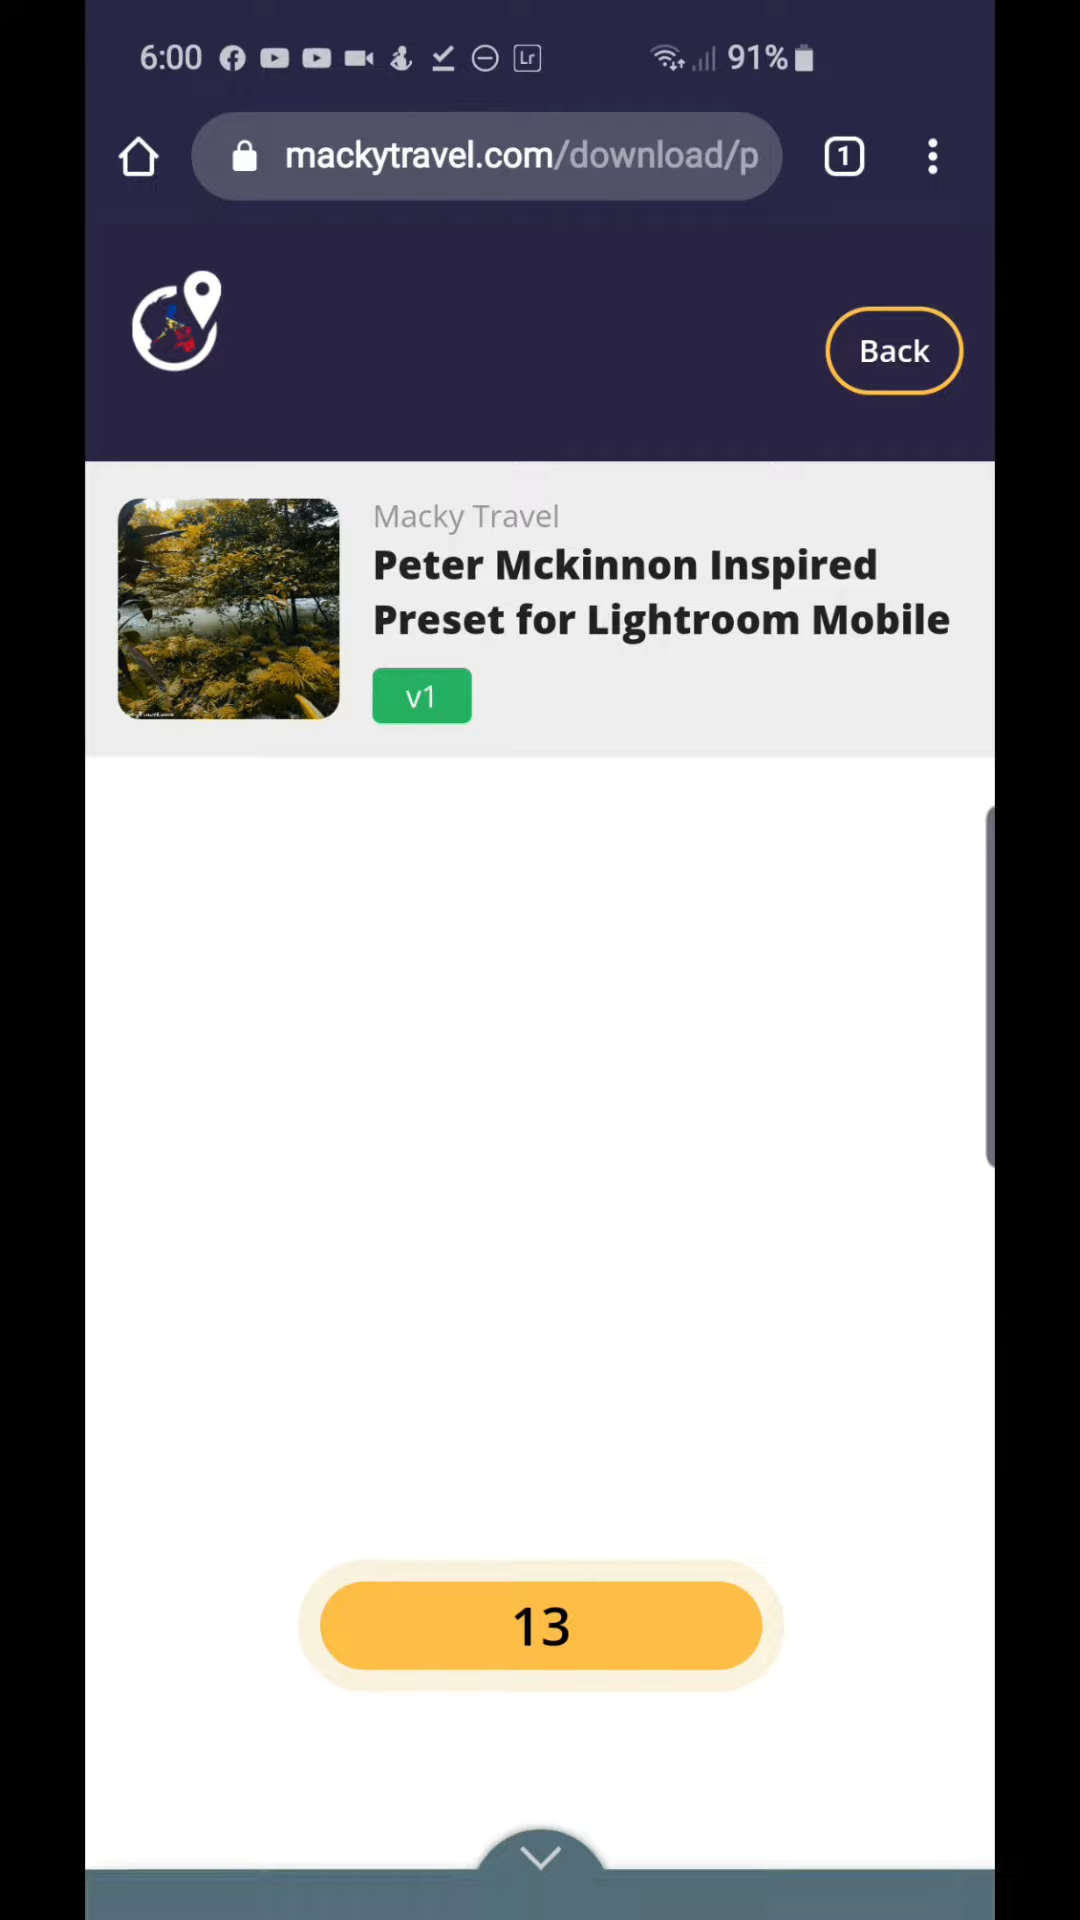 6:00 Lr 91%
mackytravel.com/download/p 1
Back
Macky Travel
Peter Mckinnon Inspired
Preset for Lightroom Mobile
v1
13